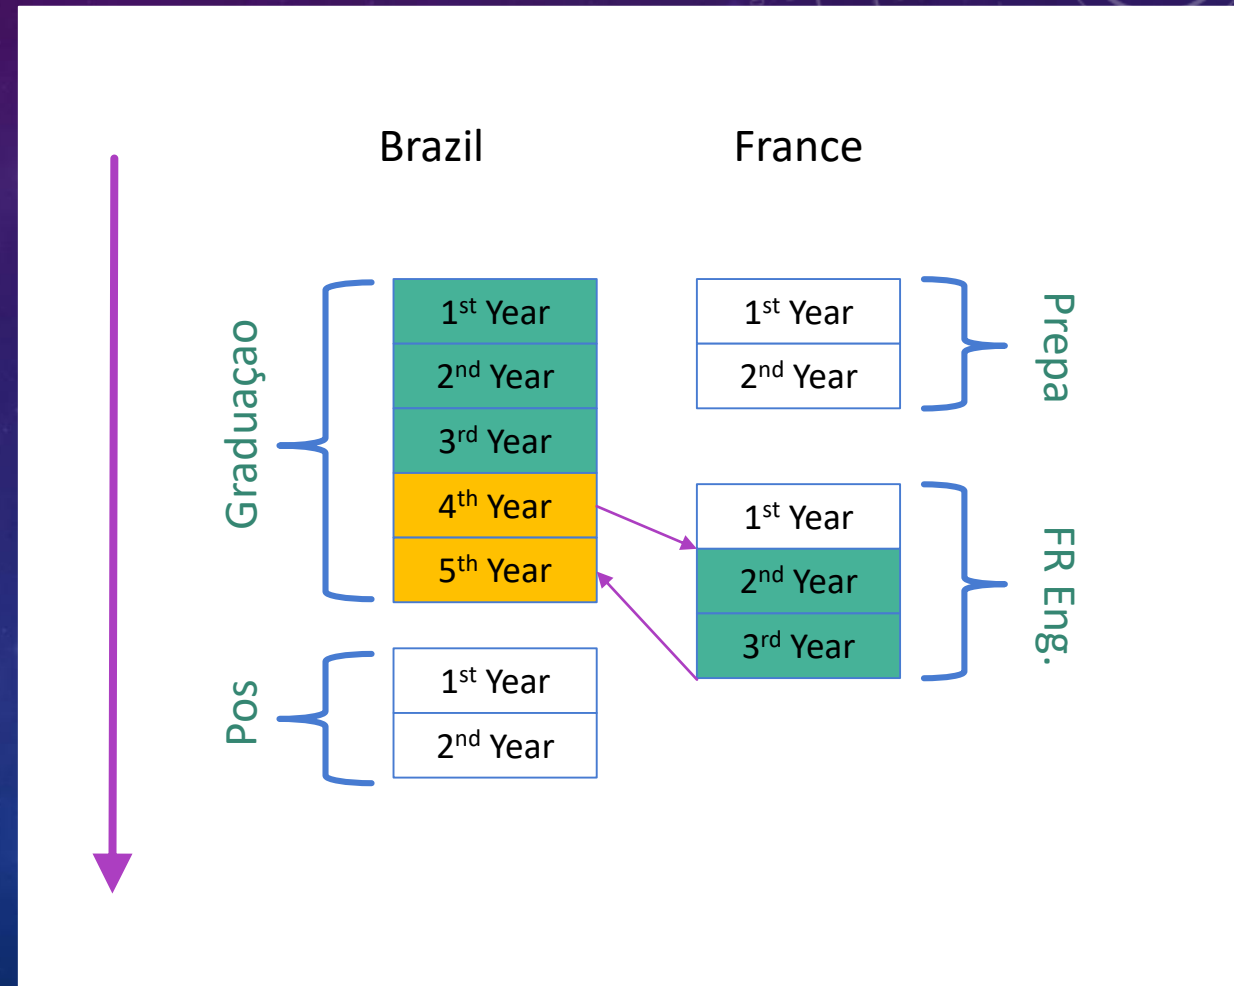 Brazil
France
Graduaçao
1st Year
2nd Year
3rd Year
4th Year
5th Year
Pos
1st Year
2nd Year
1st Year
2nd Year
Prepa
1st Year
2nd Year
3rd Year
FR Eng.